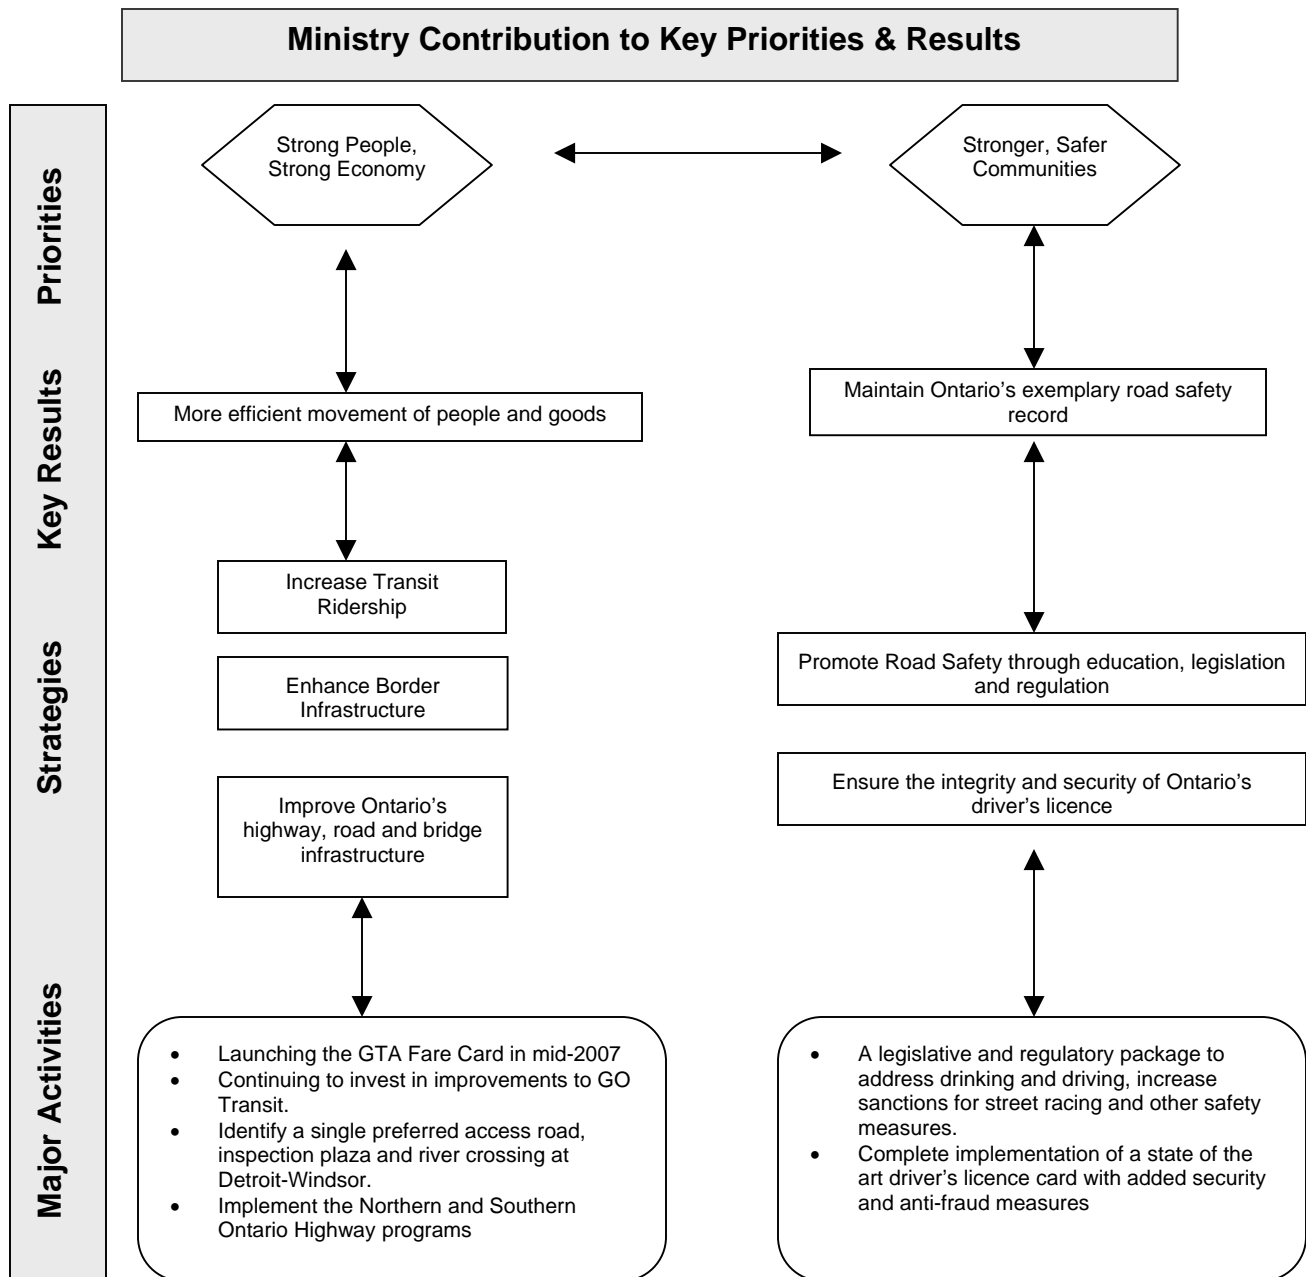 Ministry Contribution to Key Priorities & Results
Priorities
Strong People,
Strong Economy
Stronger, Safer
Communities
Key Results
More efficient movement of people and goods
Maintain Ontario’s exemplary road safety
record
Strategies
Increase Transit
Ridership
Enhance Border
Infrastructure
Improve Ontario’s
highway, road and bridge
infrastructure
Promote Road Safety through education, legislation
and regulation
Ensure the integrity and security of Ontario’s
driver’s licence
Major Activities
• Launching the GTA Fare Card in mid-2007
• Continuing to invest in improvements to GO
Transit.
• Identify a single preferred access road,
inspection plaza and river crossing at
Detroit-Windsor.
• Implement the Northern and Southern
Ontario Highway programs
• A legislative and regulatory package to
address drinking and driving, increase
sanctions for street racing and other safety
measures.
• Complete implementation of a state of the
art driver’s licence card with added security
and anti-fraud measures